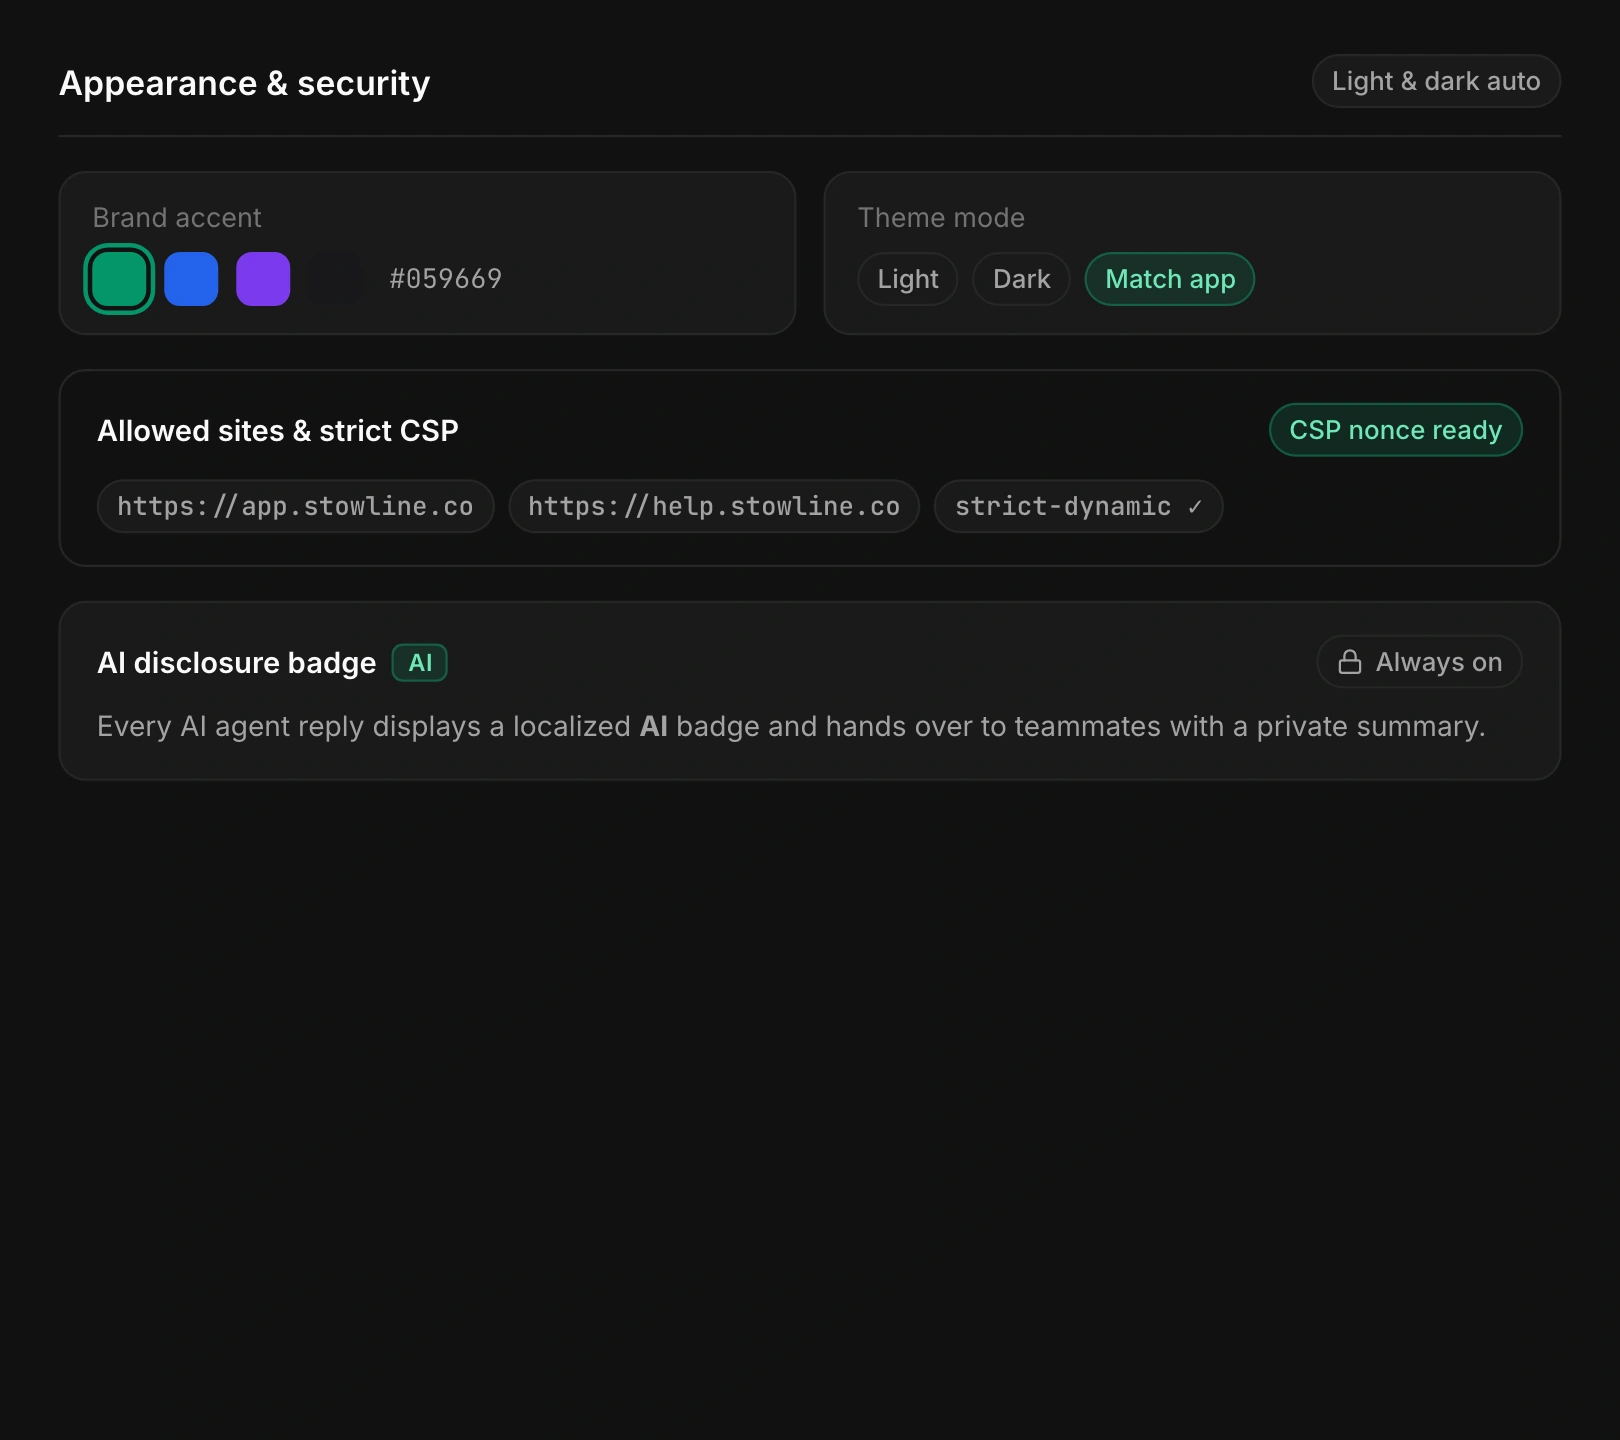 Appearance & security
Light & dark auto
Brand accent
#059669
Theme mode
Light
Dark
Match app
Allowed sites & strict CSP
CSP nonce ready
https://app.stowline.co
https://help.stowline.co
strict-dynamic ✓
AI disclosure badge
AI
Always on
Every AI agent reply displays a localized AI badge and hands over to teammates with a private summary.